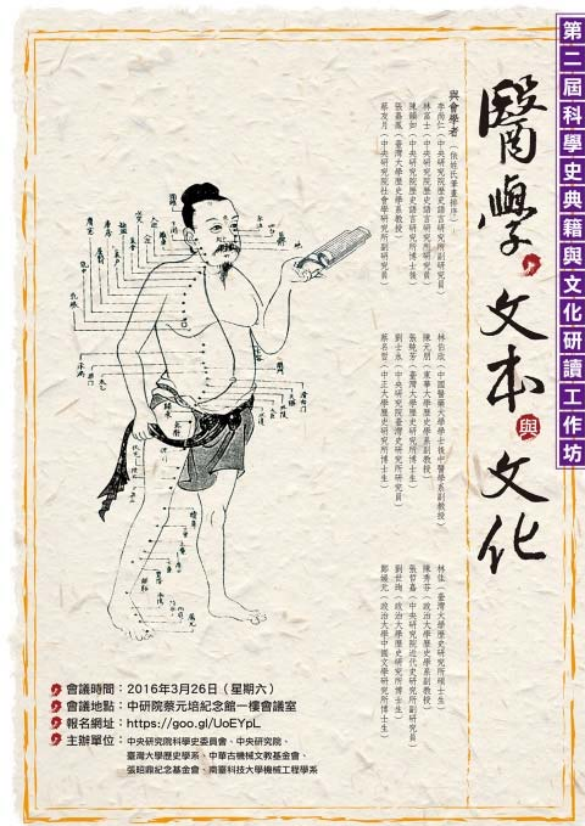 第二屆科學史典籍與文化研讀工作坊
醫學，文本與文化
與會學者（依姓氏筆畫排序）
李尚仁（中央研究院歷史語言研究所副研究員）
林富士（中央研究院歷史語言研究所研究員）
陳韻如（中央研究院歷史語言研究所博士後）
張嘉鳳（臺灣大學歷史學系教授）
蔡友月（中央研究院社會學研究所副研究員）
林伯欣（中國醫藥大學學士後中醫學系副教授）
陳元朋（東華大學歷史學系副教授）
張純芳（臺灣大學歷史研究所博士生）
劉士永（中央研究院臺灣史研究所研究員）
蔡名哲（中正大學歷史研究所博士生）
林佳（臺灣大學歷史研究所碩士生）
陳秀芬（政治大學歷史學系副教授）
張哲嘉（中央研究院近代史研究所副研究員）
劉世珣（政治大學歷史研究所博士生）
鄭媛元（政治大學中國文學研究所博士生）
會議時間：2016年3月26日（星期六）
會議地點：中研院蔡元培紀念館一樓會議室
報名網址：https://goo.gl/UoEYpL
主辦單位：中央研究院科學史委員會、中央研究院、
臺灣大學歷史學系、中華古機械文教基金會、
張昭鼎紀念基金會、南臺科技大學機械工程學系